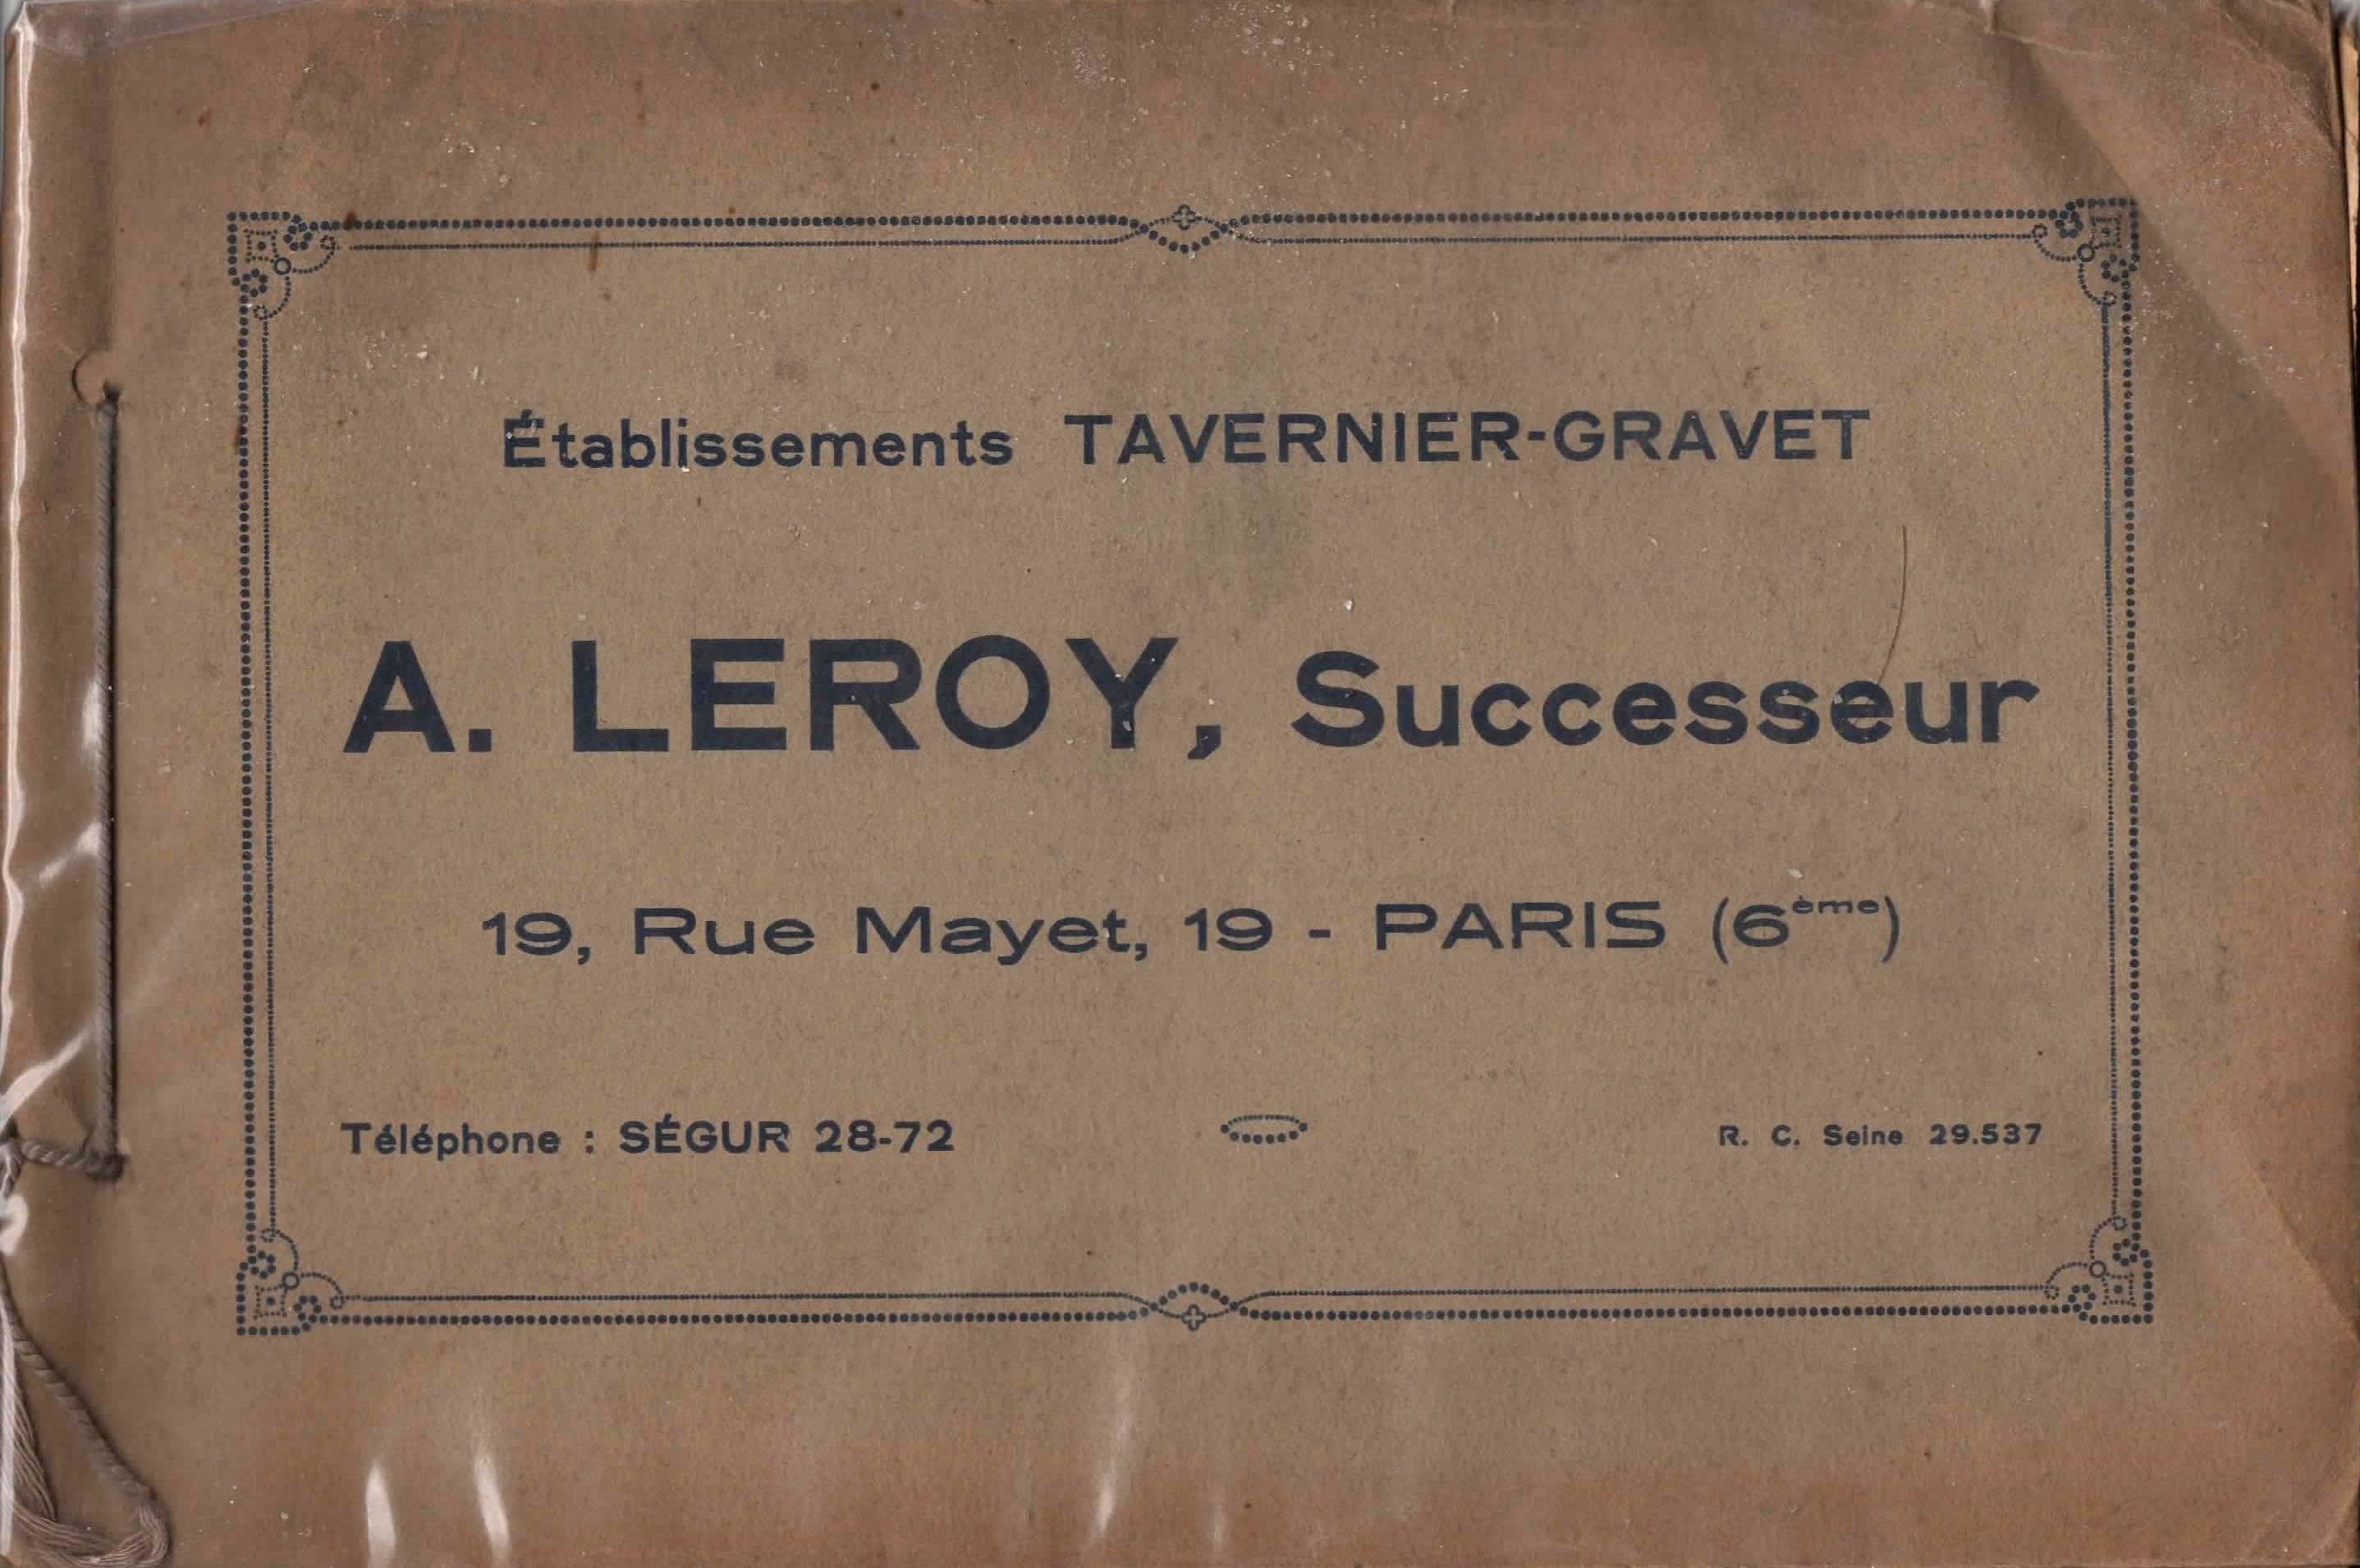 Établissements TAVERNIER-GRAVET
A. LEROY, Successeur
19, Rue Mayet, 19 - PARIS (6ème)
Téléphone : SÉGUR 28-72 R. C. Seine 29.537